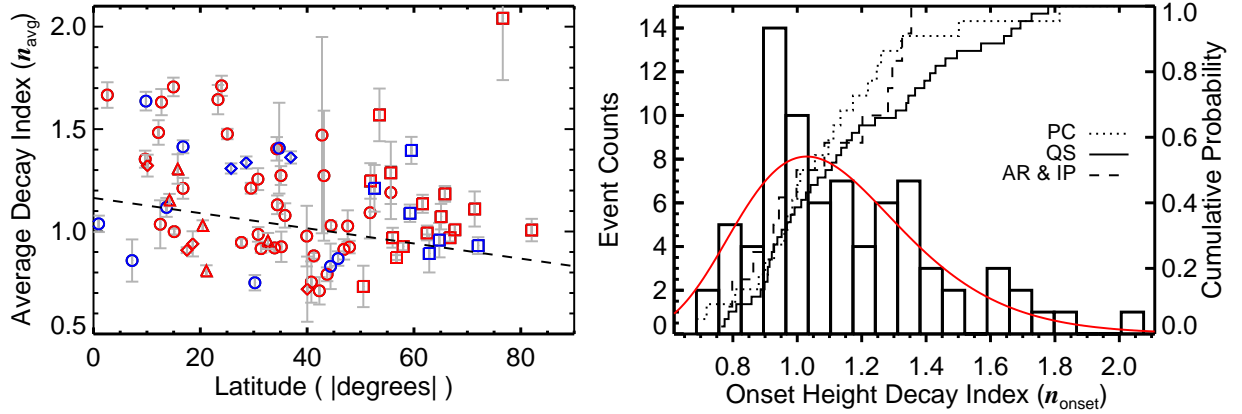 2.0
1.5
1.0
0.5
Average Decay Index (n_avg)
0 20 40 60 80
Latitude ( |degrees| )
14
12
10
8
6
4
2
0
Event Counts
0.8 1.0 1.2 1.4 1.6 1.8 2.0
Onset Height Decay Index (n_onset)
PC
QS
AR & IP
1.0
0.8
0.6
0.4
0.2
0.0
Cumulative Probability